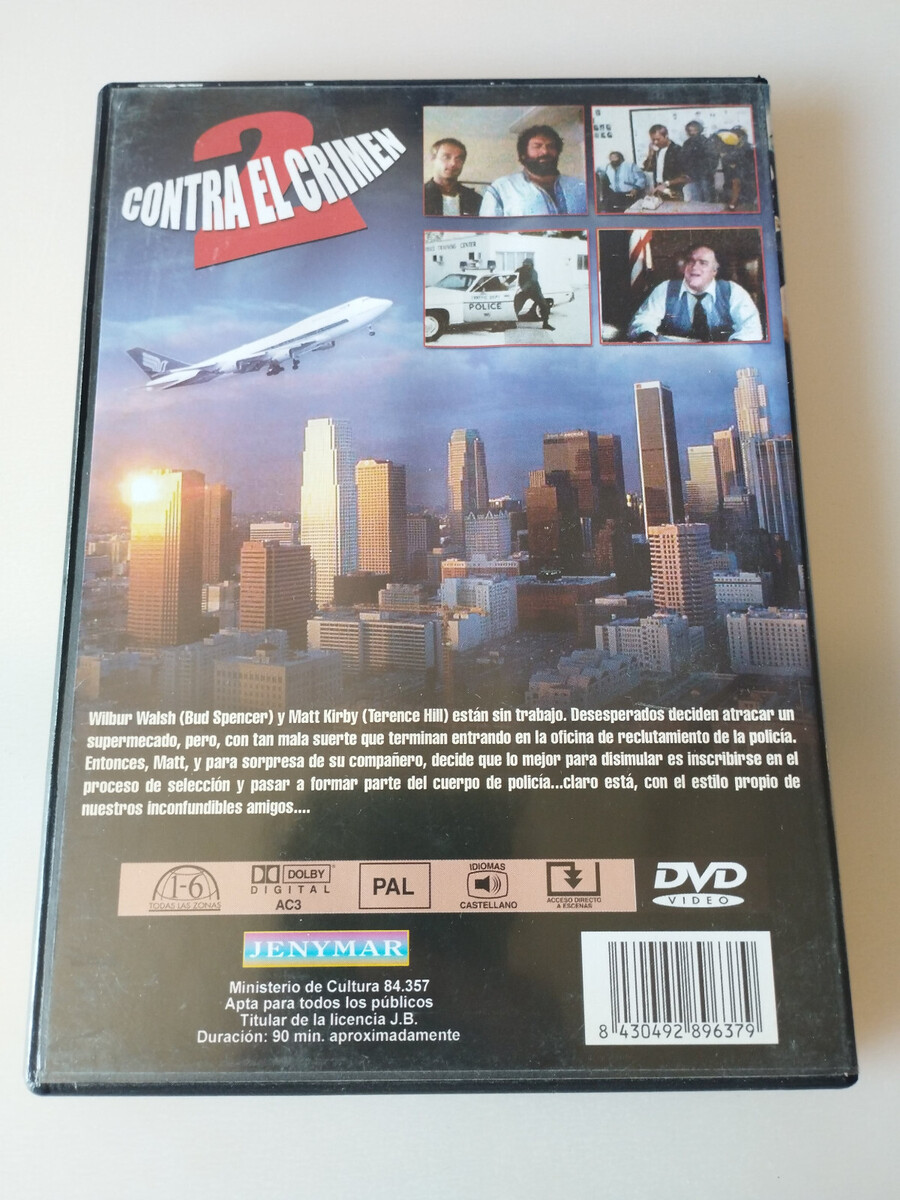 2
CONTRA EL CRIMEN
POLICE
Wilbur Walsh (Bud Spencer) y Matt Kirby (Terence Hill) están sin trabajo. Desesperados deciden atracar un
supermecado, pero, con tan mala suerte que terminan entrando en la oficina de reclutamiento de la policía.
Entonces, Matt, y para sorpresa de su compañero, decide que lo mejor para disimular es inscribirse en el
proceso de selección y pasar a formar parte del cuerpo de policía...claro está, con el estilo propio de
nuestros inconfundibles amigos....
1-6
TODAS LAS ZONAS
DOLBY
DIGITAL
AC3
PAL
IDIOMAS
CASTELLANO
ACCESO DIRECTO
A ESCENAS
DVD
VIDEO
JENYMAR
Ministerio de Cultura 84.357
Apta para todos los públicos
Titular de la licencia J.B.
Duración: 90 min. aproximadamente
8 430492 896379